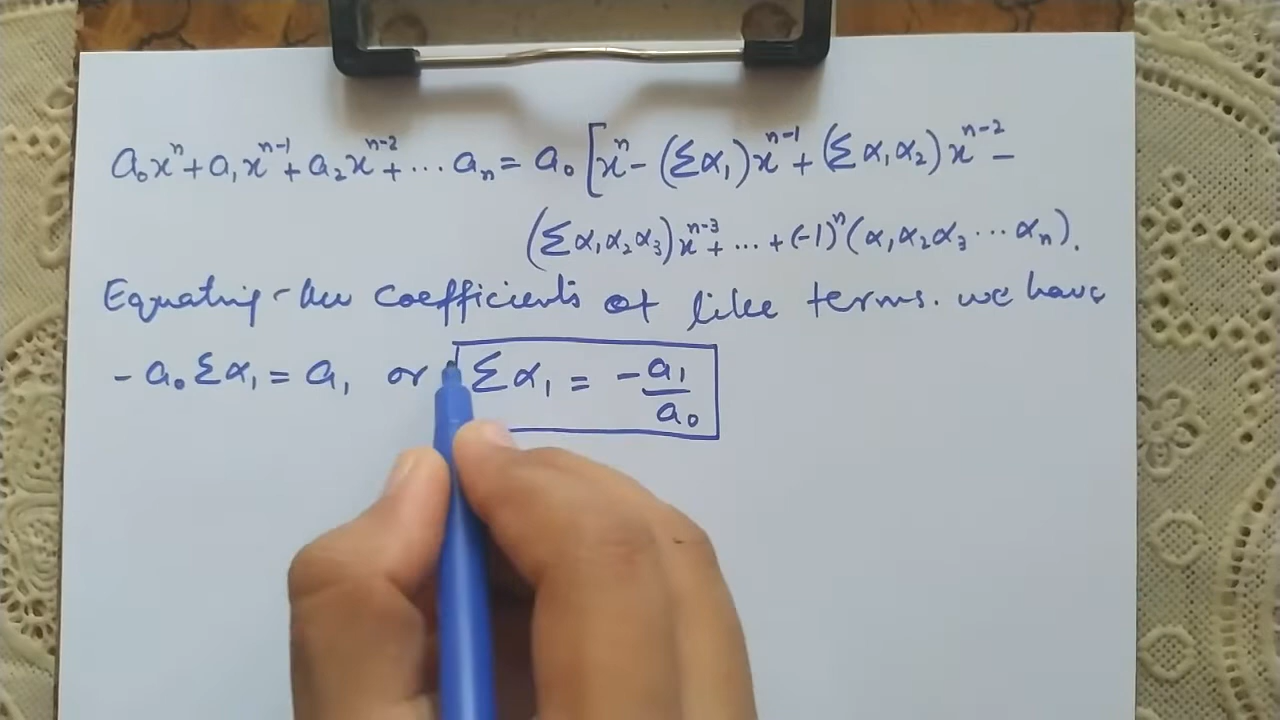 a₀xⁿ + a₁xⁿ⁻¹ + a₂xⁿ⁻² + ... aₙ = a₀ [xⁿ - (Σα₁)xⁿ⁻¹ + (Σα₁α₂)xⁿ⁻² -
(Σα₁α₂α₃)xⁿ⁻³ + ... + (-1)ⁿ(α₁α₂α₃ ... αₙ).
Equating the coefficients of like terms. we have
- a₀Σα₁ = a₁ or Σα₁ = -a₁/a₀